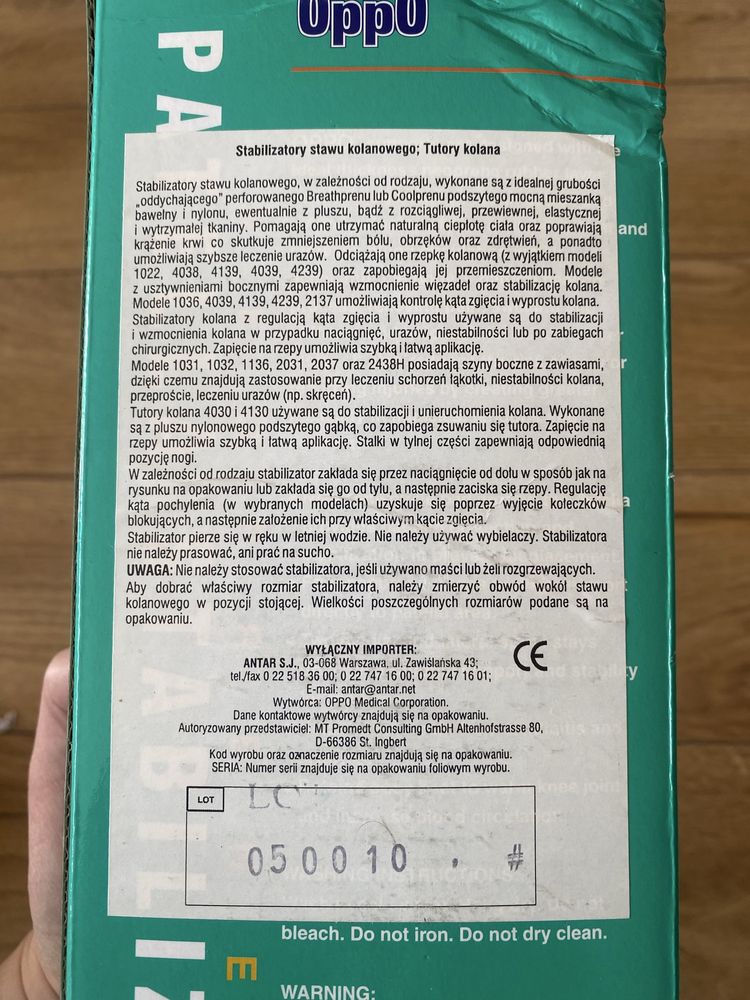 OppO
PAT
ABILIZ
E
and
Stabilizatory stawu kolanowego; Tutory kolana
Stabilizatory stawu kolanowego, w zależności od rodzaju, wykonane są z idealnej grubości
„oddychającego” perforowanego Breathprenu lub Coolprenu podszytego mocną mieszanką
bawełny i nylonu, ewentualnie z pluszu, bądź z rozciągliwej, przewiewnej, elastycznej
i wytrzymałej tkaniny. Pomagają one utrzymać naturalną ciepłotę ciała oraz poprawiają
krążenie krwi co skutkuje zmniejszeniem bólu, obrzęków oraz zdrętwień, a ponadto
umożliwiają szybsze leczenie urazów. Odciążają one rzepkę kolanową (z wyjątkiem modeli
1022, 4038, 4139, 4039, 4239) oraz zapobiegają jej przemieszczeniom. Modele
z usztywnieniami bocznymi zapewniają wzmocnienie więzadeł oraz stabilizację kolana.
Modele 1036, 4039, 4139, 4239, 2137 umożliwiają kontrolę kąta zgięcia i wyprostu kolana.
Stabilizatory kolana z regulacją kąta zgięcia i wyprostu używane są do stabilizacji
i wzmocnienia kolana w przypadku naciągnięć, urazów, niestabilności lub po zabiegach
chirurgicznych. Zapięcie na rzepy umożliwia szybką i łatwą aplikację.
Modele 1031, 1032, 1136, 2031, 2037 oraz 2438H posiadają szyny boczne z zawiasami,
dzięki czemu znajdują zastosowanie przy leczeniu schorzeń łąkotki, niestabilności kolana,
przeproście, leczeniu urazów (np. skręceń).
Tutory kolana 4030 i 4130 używane są do stabilizacji i unieruchomienia kolana. Wykonane
są z pluszu nylonowego podszytego gąbką, co zapobiega zsuwaniu się tutora. Zapięcie na
rzepy umożliwia szybką i łatwą aplikację. Stalki w tylnej części zapewniają odpowiednią
pozycję nogi.
W zależności od rodzaju stabilizator zakłada się przez naciągnięcie od dołu w sposób jak na
rysunku na opakowaniu lub zakłada się go od tyłu, a następnie zaciska się rzepy. Regulację
kąta pochylenia (w wybranych modelach) uzyskuje się poprzez wyjęcie kołeczków
blokujących, a następnie założenie ich przy właściwym kącie zgięcia.
Stabilizator pierze się w ręku w letniej wodzie. Nie należy używać wybielaczy. Stabilizatora
nie należy prasować, ani prać na sucho.
UWAGA: Nie należy stosować stabilizatora, jeśli używano maści lub żeli rozgrzewających.
Aby dobrać właściwy rozmiar stabilizatora, należy zmierzyć obwód wokół stawu
kolanowego w pozycji stojącej. Wielkości poszczególnych rozmiarów podane są na
opakowaniu.
WYŁĄCZNY IMPORTER:
ANTAR S.J., 03-068 Warszawa, ul. Zawiślańska 43;
tel./fax 0 22 518 36 00; 0 22 747 16 00; 0 22 747 16 01;
E-mail: antar@antar.net
Wytwórca: OPPO Medical Corporation.
Dane kontaktowe wytwórcy znajdują się na opakowaniu.
Autoryzowany przedstawiciel: MT Promedt Consulting GmbH Altenhofstrasse 80,
D-66386 St. Ingbert
Kod wyrobu oraz oznaczenie rozmiaru znajdują się na opakowaniu.
SERIA: Numer serii znajduje się na opakowaniu foliowym wyrobu.
CE
LOT
050010 . #
bleach. Do not iron. Do not dry clean.
WARNING: